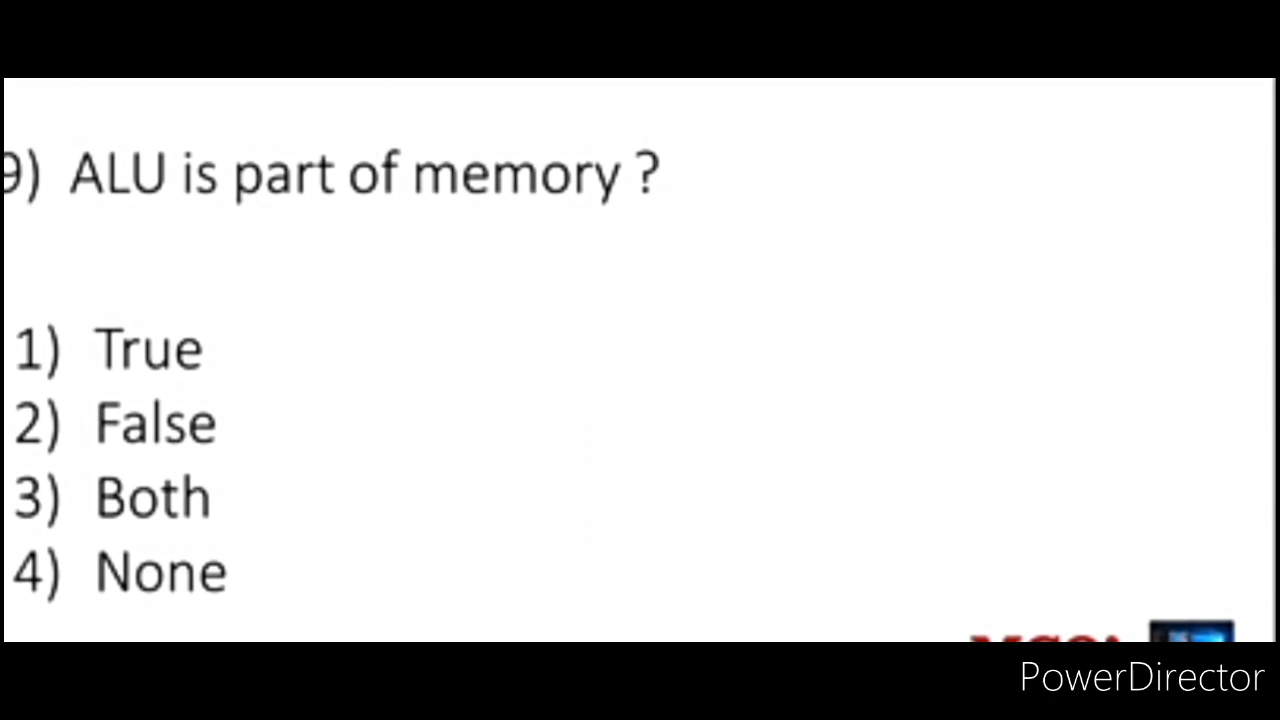 9) ALU is part of memory ?
1) True
2) False
3) Both
4) None
PowerDirector